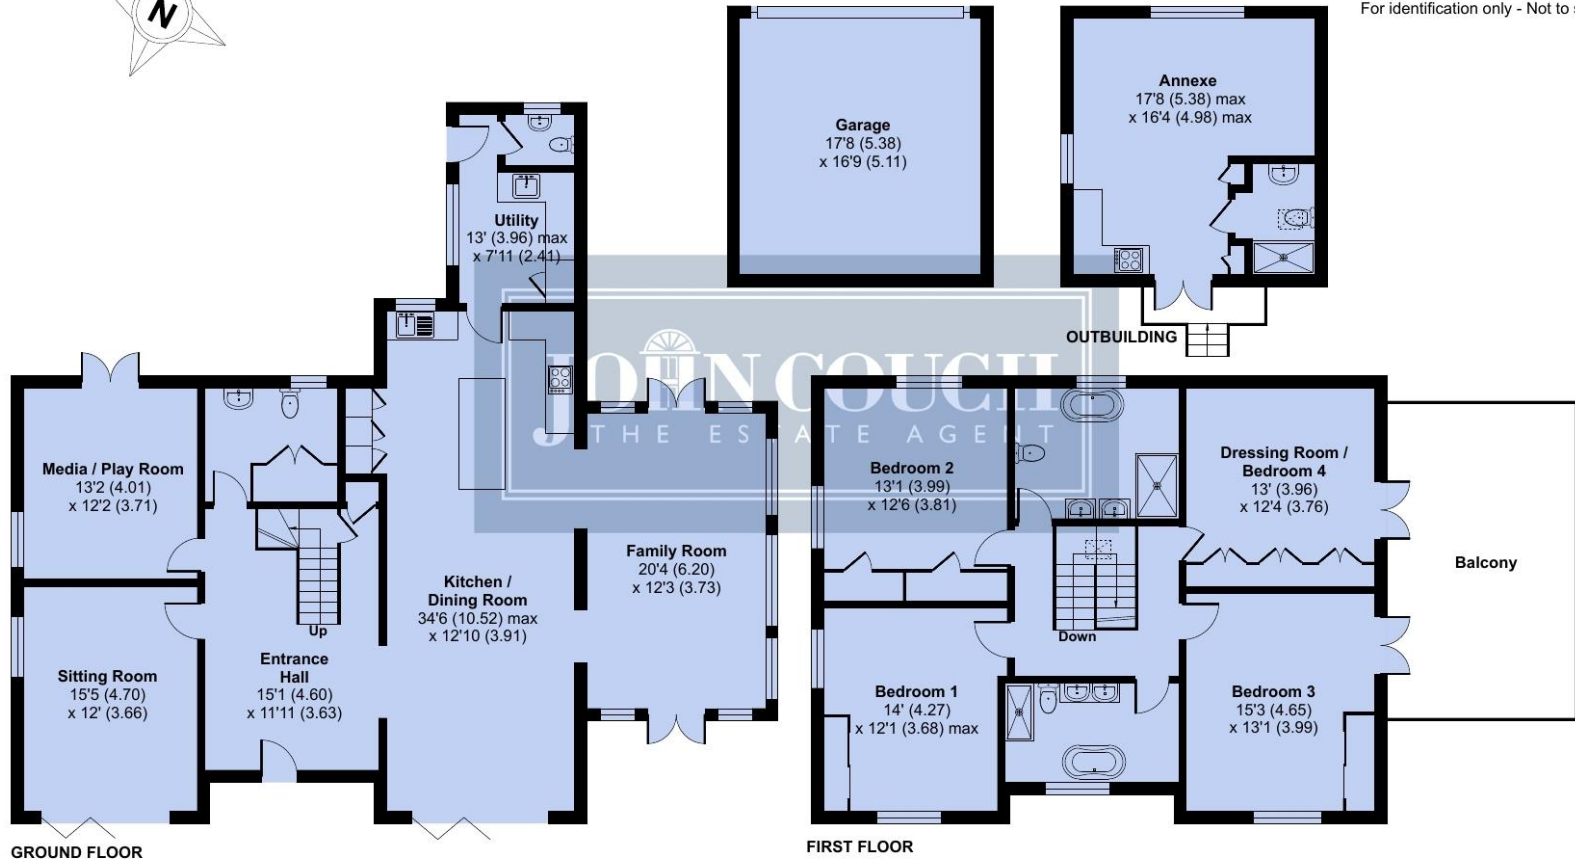 N
For identification only - Not to
Garage
17'8 (5.38)
x 16'9 (5.11)
Annexe
17'8 (5.38) max
x 16'4 (4.98) max
Utility
13' (3.96) max
x 7'11 (2.41)
OUTBUILDING
JOHN COUCH
THE ESTATE AGENT
Media / Play Room
13'2 (4.01)
x 12'2 (3.71)
Kitchen /
Dining Room
34'6 (10.52) max
x 12'10 (3.91)
Family Room
20'4 (6.20)
x 12'3 (3.73)
Up
Sitting Room
15'5 (4.70)
x 12' (3.66)
Entrance
Hall
15'1 (4.60)
x 11'11 (3.63)
GROUND FLOOR
Bedroom 2
13'1 (3.99)
x 12'6 (3.81)
Dressing Room /
Bedroom 4
13' (3.96)
x 12'4 (3.76)
Balcony
Down
Bedroom 1
14' (4.27)
x 12'1 (3.68) max
Bedroom 3
15'3 (4.65)
x 13'1 (3.99)
FIRST FLOOR